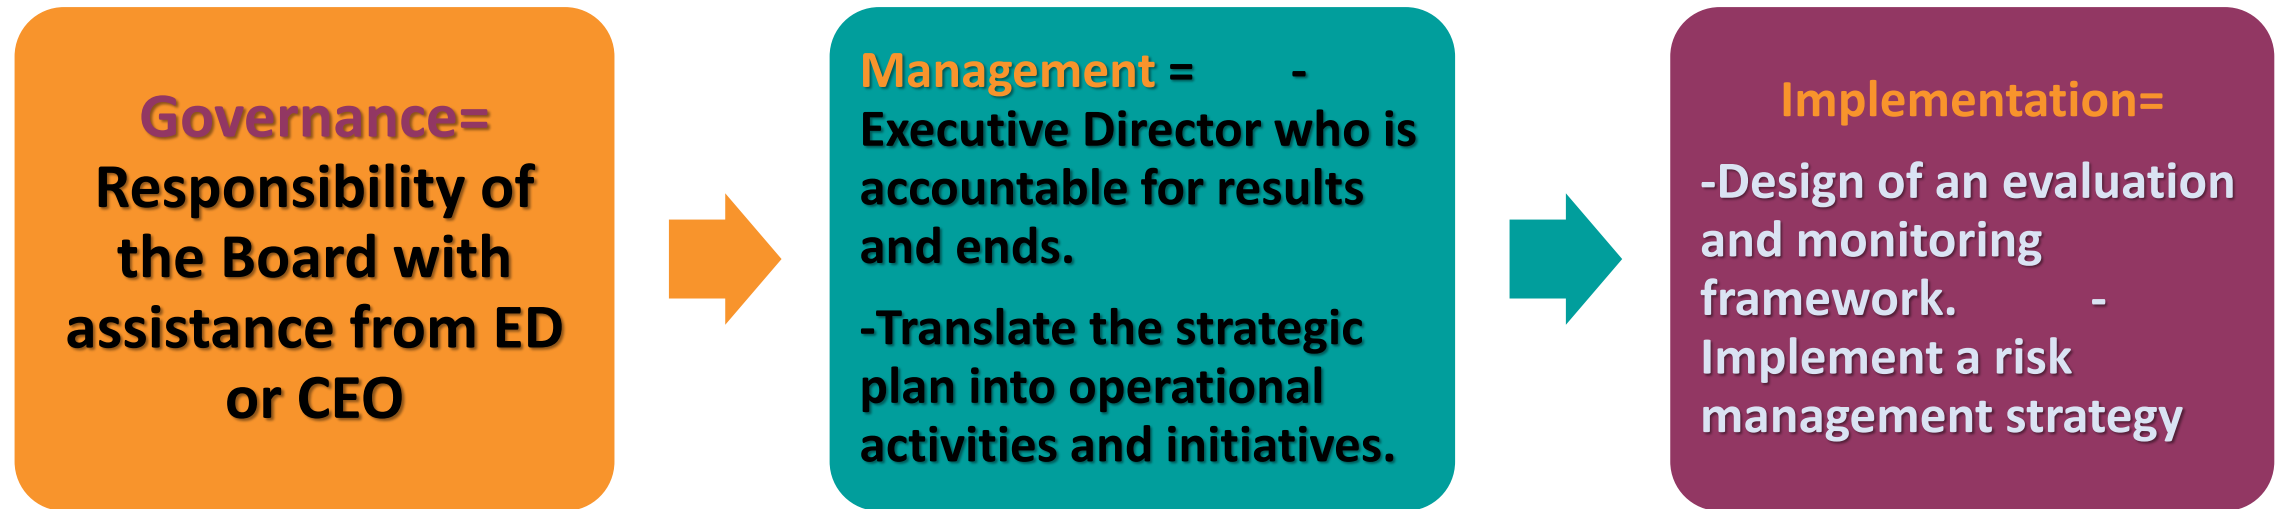 Governance=
Responsibility of
the Board with
assistance from ED
or CEO
Management = -
Executive Director who is
accountable for results
and ends.
-Translate the strategic
plan into operational
activities and initiatives.
Implementation=
-Design of an evaluation
and monitoring
framework. -
Implement a risk
management strategy